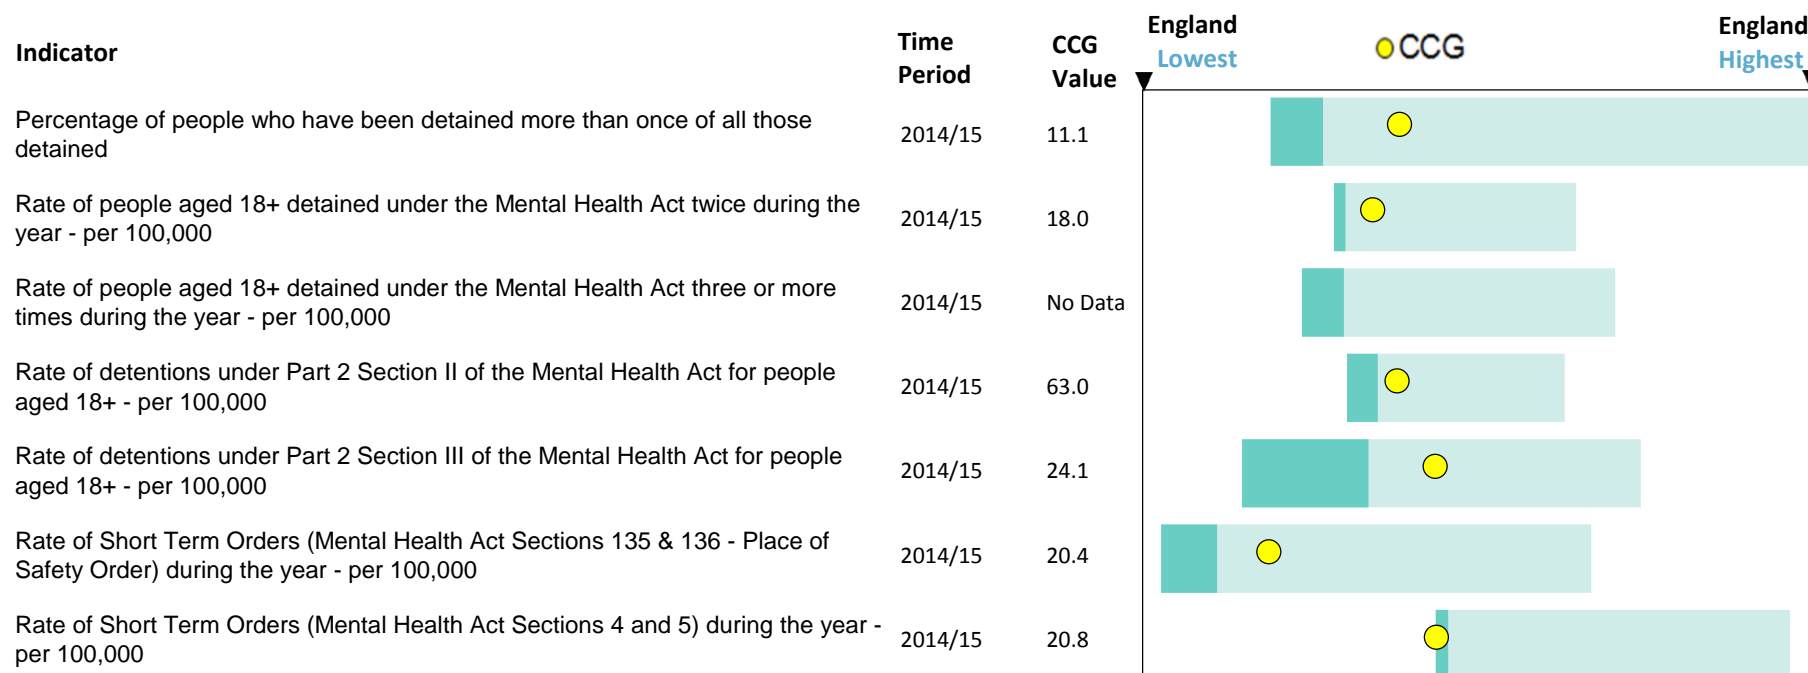 Indicator
Time
Period
CCG
Value
England
Lowest
CCG
England
Highest
Percentage of people who have been detained more than once of all those
detained
2014/15
11.1
Rate of people aged 18+ detained under the Mental Health Act twice during the
year - per 100,000
2014/15
18.0
Rate of people aged 18+ detained under the Mental Health Act three or more
times during the year - per 100,000
2014/15
No Data
Rate of detentions under Part 2 Section II of the Mental Health Act for people
aged 18+ - per 100,000
2014/15
63.0
Rate of detentions under Part 2 Section III of the Mental Health Act for people
aged 18+ - per 100,000
2014/15
24.1
Rate of Short Term Orders (Mental Health Act Sections 135 & 136 - Place of
Safety Order) during the year - per 100,000
2014/15
20.4
Rate of Short Term Orders (Mental Health Act Sections 4 and 5) during the year -
per 100,000
2014/15
20.8